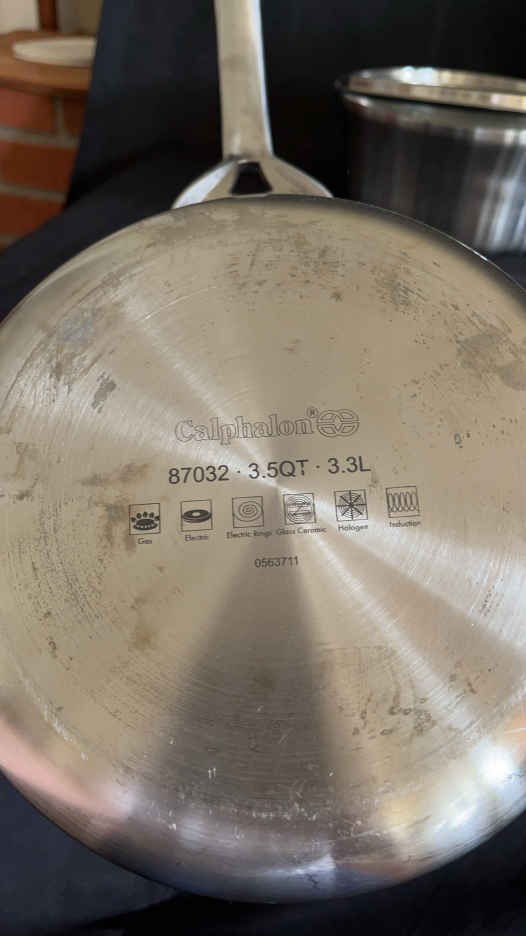 Calphalon®
87032 · 3.5QT · 3.3L
Gas Electric Electric Rings Glass Ceramic Halogen Induction
0563711